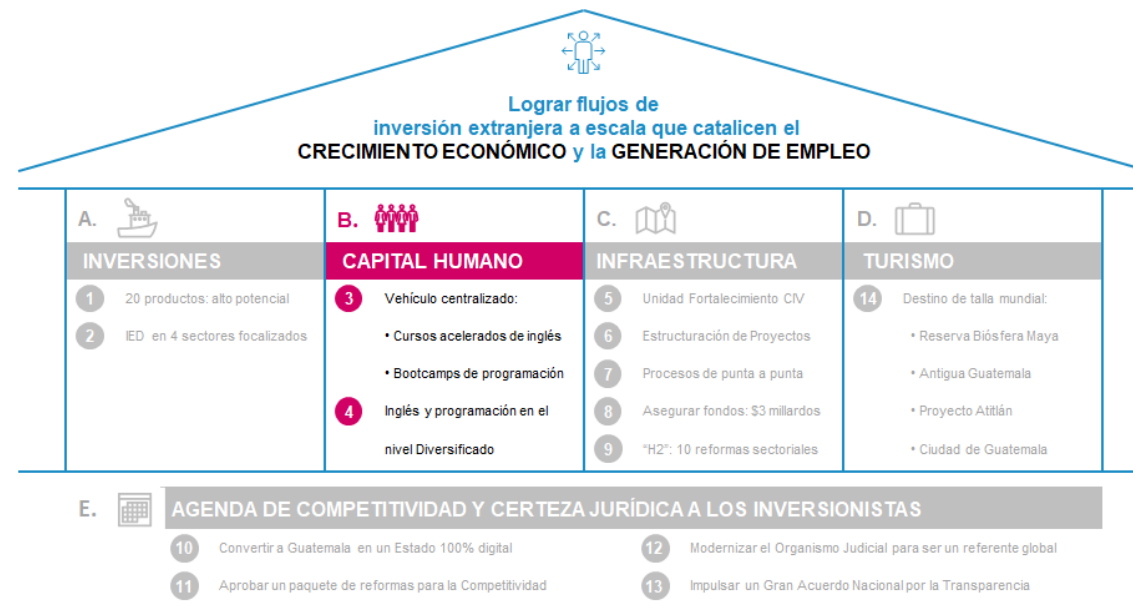 Lograr flujos de
inversión extranjera a escala que catalicen el
CRECIMIENTO ECONÓMICO y la GENERACIÓN DE EMPLEO
A.
INVERSIONES
1 20 productos: alto potencial
2 IED en 4 sectores focalizados
B.
CAPITAL HUMANO
3 Vehículo centralizado:
• Cursos acelerados de inglés
• Bootcamps de programación
4 Inglés y programación en el
nivel Diversificado
C.
INFRAESTRUCTURA
5 Unidad Fortalecimiento CIV
6 Estructuración de Proyectos
7 Procesos de punta a punta
8 Asegurar fondos: $3 millardos
9 “H2”: 10 reformas sectoriales
D.
TURISMO
14 Destino de talla mundial:
• Reserva Biósfera Maya
• Antigua Guatemala
• Proyecto Atitlán
• Ciudad de Guatemala
E. AGENDA DE COMPETITIVIDAD Y CERTEZA JURÍDICA A LOS INVERSIONISTAS
10 Convertir a Guatemala en un Estado 100% digital
11 Aprobar un paquete de reformas para la Competitividad
12 Modernizar el Organismo Judicial para ser un referente global
13 Impulsar un Gran Acuerdo Nacional por la Transparencia